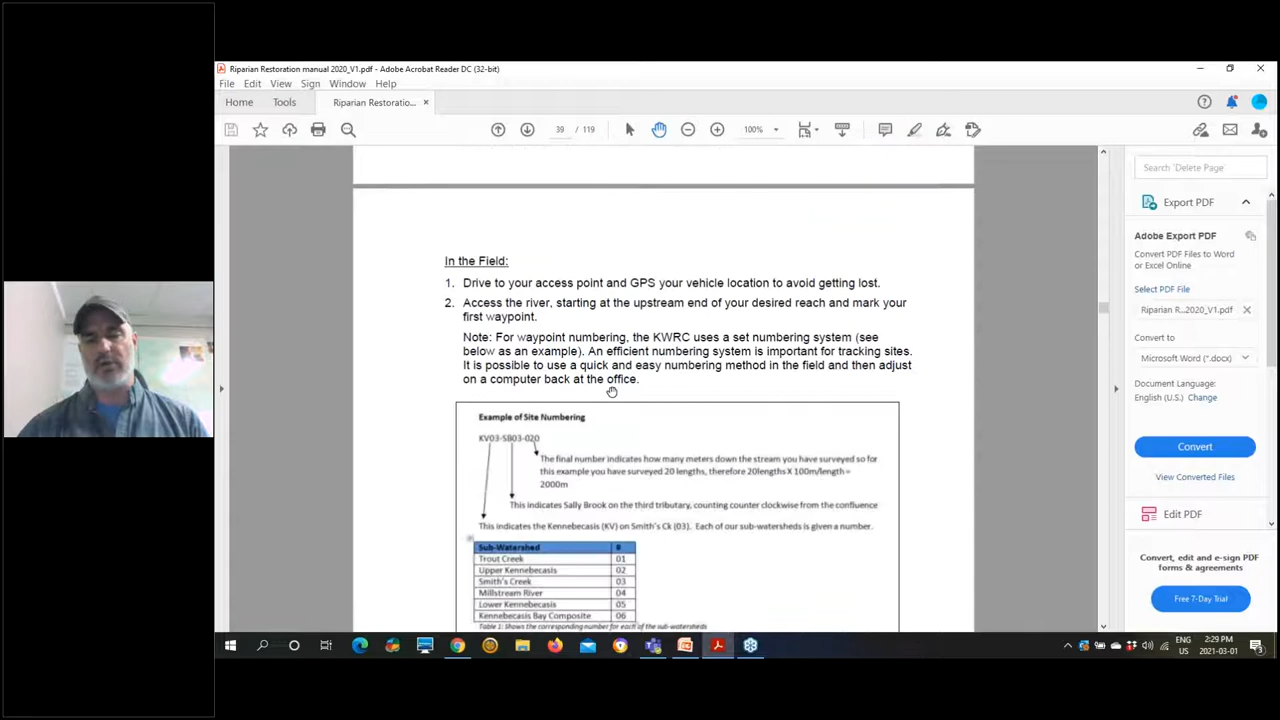 Riparian Restoration manual 2020_V1.pdf - Adobe Acrobat Reader DC (32-bit)
File Edit View Sign Window Help
Home Tools Riparian Restoratio... ×
39 / 119 100%
Search 'Delete Page'
Export PDF
Adobe Export PDF
Convert PDF Files to Word
or Excel Online
Select PDF File
Riparian R...2020_V1.pdf ×
Convert to
Microsoft Word (*.docx)
Document Language:
English (U.S.) Change
Convert
View Converted Files
Edit PDF
Convert, edit and e-sign PDF
forms & agreements
Free 7-Day Trial
In the Field:
1. Drive to your access point and GPS your vehicle location to avoid getting lost.
2. Access the river, starting at the upstream end of your desired reach and mark your
first waypoint.
Note: For waypoint numbering, the KWRC uses a set numbering system (see
below as an example). An efficient numbering system is important for tracking sites.
It is possible to use a quick and easy numbering method in the field and then adjust
on a computer back at the office.
Example of Site Numbering
KV03-SB03-020
The final number indicates how many meters down the stream you have surveyed so for
this example you have surveyed 20 lengths, therefore 20lengths X 100m/length =
2000m
This indicates Sally Brook on the third tributary, counting counter clockwise from the confluence
This indicates the Kennebecasis (KV) on Smith's Ck (03). Each of our sub-watersheds is given a number.
Sub-Watershed #
Trout Creek 01
Upper Kennebecasis 02
Smith's Creek 03
Millstream River 04
Lower Kennebecasis 05
Kennebecasis Bay Composite 06
Table 1: Shows the corresponding number for each of the sub-watersheds
ENG
US
2:29 PM
2021-03-01
3